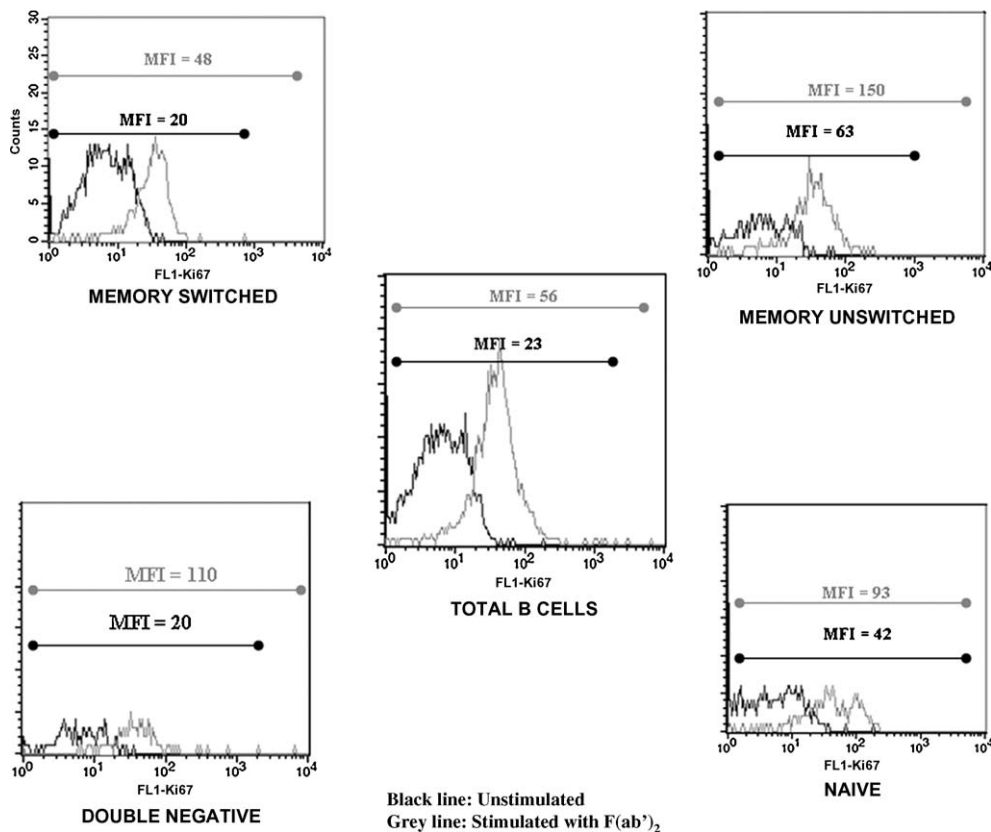 30
25
20
15
10
5
0
Counts
MFI = 48
MFI = 20
10⁰ 10¹ 10² 10³ 10⁴
FL1-Ki67
MEMORY SWITCHED
MFI = 150
MFI = 63
10⁰ 10¹ 10² 10³ 10⁴
FL1-Ki67
MEMORY UNSWITCHED
MFI = 56
MFI = 23
10⁰ 10¹ 10² 10³ 10⁴
FL1-Ki67
TOTAL B CELLS
MFI = 110
MFI = 20
10⁰ 10¹ 10² 10³ 10⁴
FL1-Ki67
DOUBLE NEGATIVE
MFI = 93
MFI = 42
10⁰ 10¹ 10² 10³ 10⁴
FL1-Ki67
NAIVE
Black line: Unstimulated
Grey line: Stimulated with F(ab’)₂